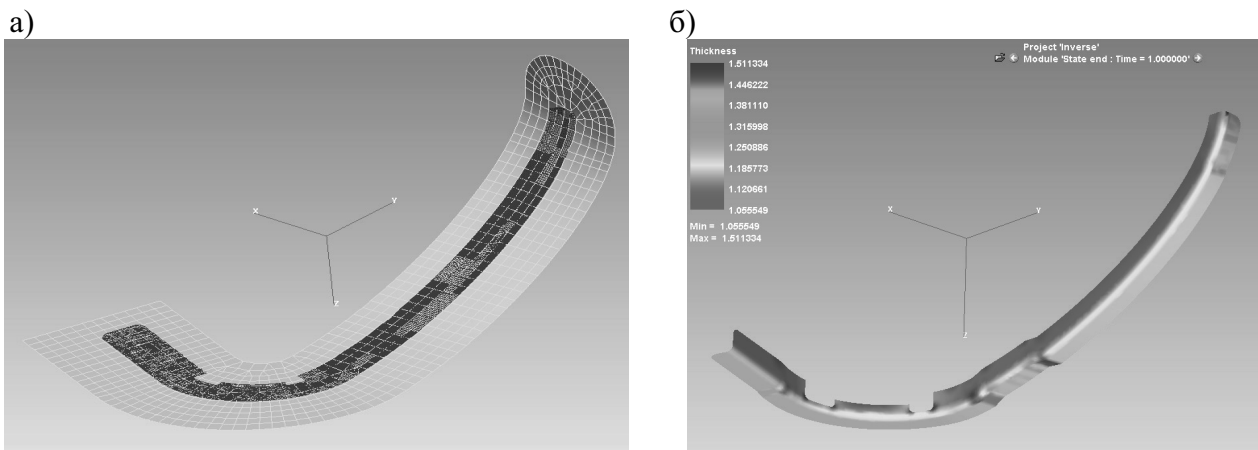 а)
б)
X
Y
Z
Thickness
1.511334
1.446222
1.381110
1.315998
1.250886
1.185773
1.120661
1.055549
Min = 1.055549
Max = 1.511334
Project 'Inverse'
Module 'State end : Time = 1.000000'
X
Y
Z